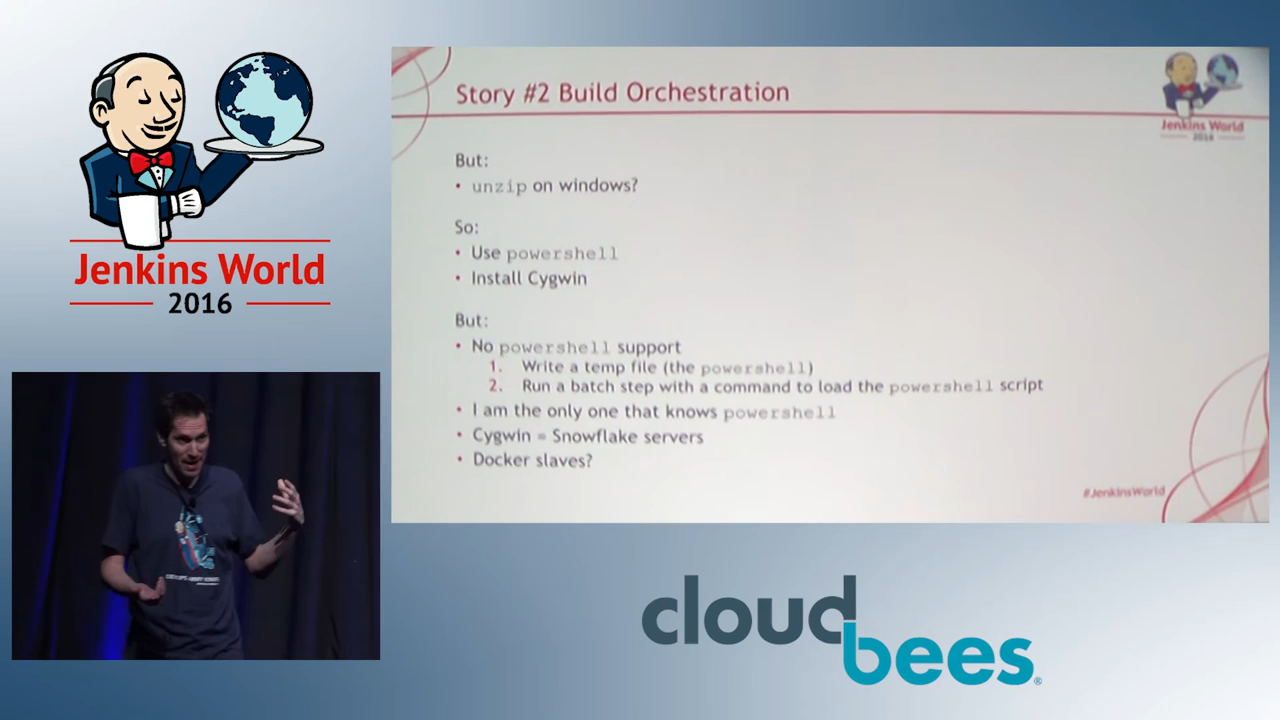 Jenkins World
2016
Story #2 Build Orchestration
Jenkins World
2016
But:
• unzip on windows?
So:
• Use powershell
• Install Cygwin
But:
• No powershell support
1. Write a temp file (the powershell)
2. Run a batch step with a command to load the powershell script
• I am the only one that knows powershell
• Cygwin = Snowflake servers
• Docker slaves?
#JenkinsWorld
cloudbees®